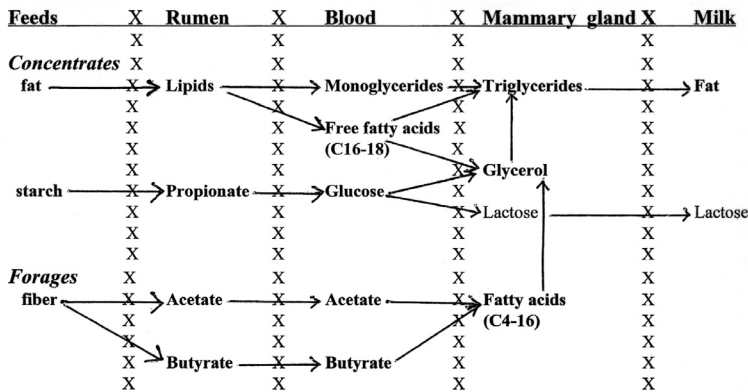 Feeds X Rumen X Blood X Mammary gland X Milk
X X X X
Concentrates X X X X
fat X Lipids X Monoglycerides X Triglycerides X Fat
X X X X
X X Free fatty acids X X
X X (C16-18) X X
X X X Glycerol X
starch X Propionate X Glucose X X
X X X Lactose X Lactose
X X X X
X X X X
Forages X X X X
fiber X Acetate X Acetate X Fatty acids X
X X X (C4-16) X
X X X X
X Butyrate X Butyrate X X
X X X X